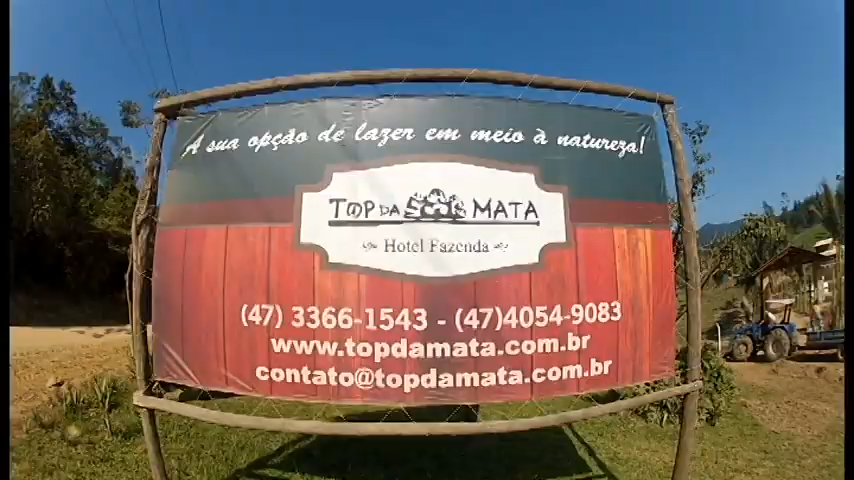 A sua opção de lazer em meio à natureza!
TOP DA MATA
Hotel Fazenda
(47) 3366-1543 - (47)4054-9083
www.topdamata.com.br
contato@topdamata.com.br